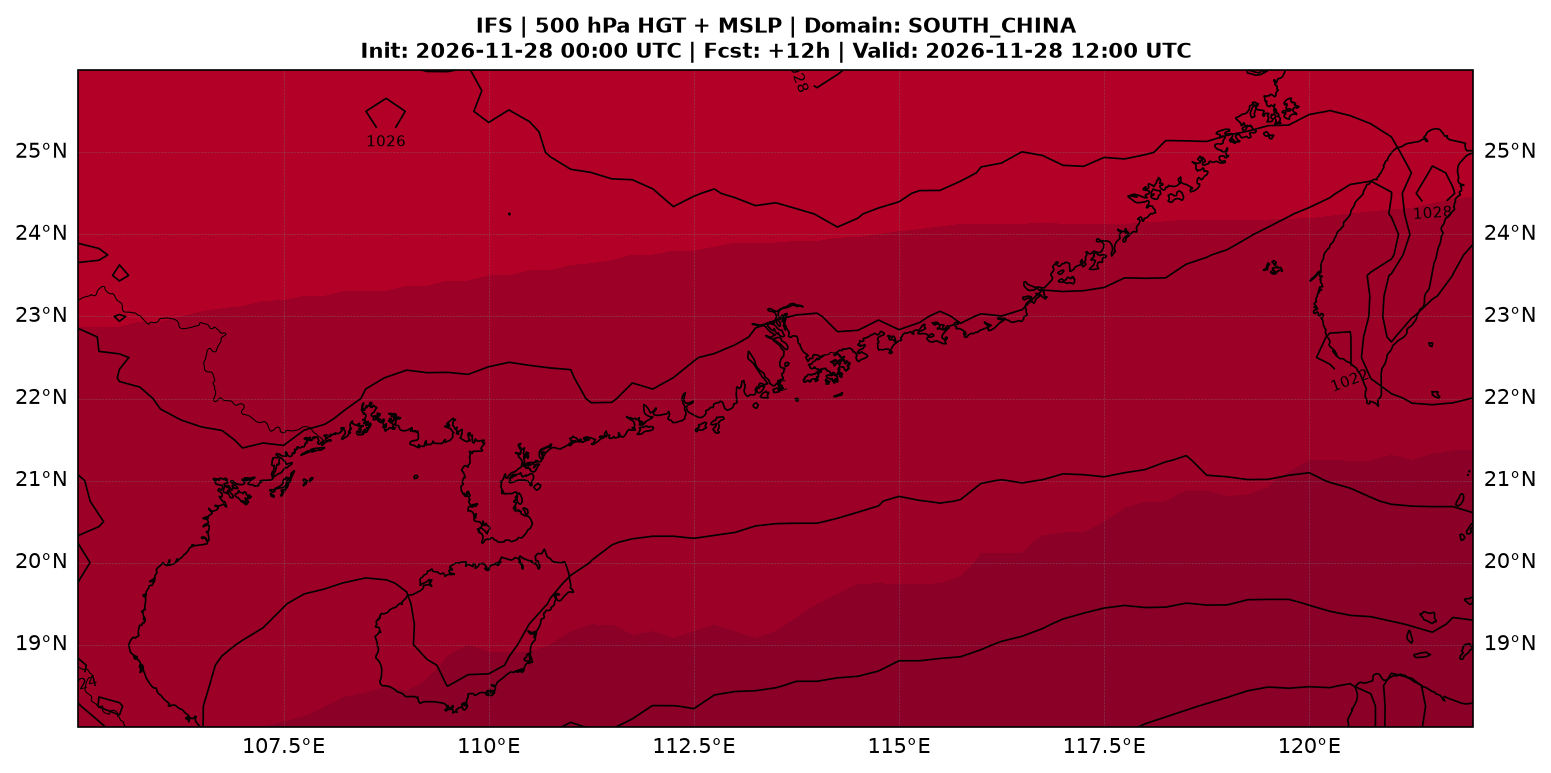 IFS | 500 hPa HGT + MSLP | Domain: SOUTH_CHINA
Init: 2026-11-28 00:00 UTC | Fcst: +12h | Valid: 2026-11-28 12:00 UTC
28
1026
25°N 25°N
1028
24°N 24°N
23°N 23°N
1022
22°N 22°N
21°N 21°N
20°N 20°N
19°N 19°N
24
107.5°E 110°E 112.5°E 115°E 117.5°E 120°E